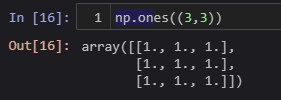 In [16]: 1 np.ones((3,3))
Out[16]: array([[1., 1., 1.],
[1., 1., 1.],
[1., 1., 1.]])